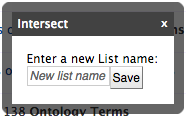 Intersect x
Enter a new List name:
New list name Save
138 Ontology Terms